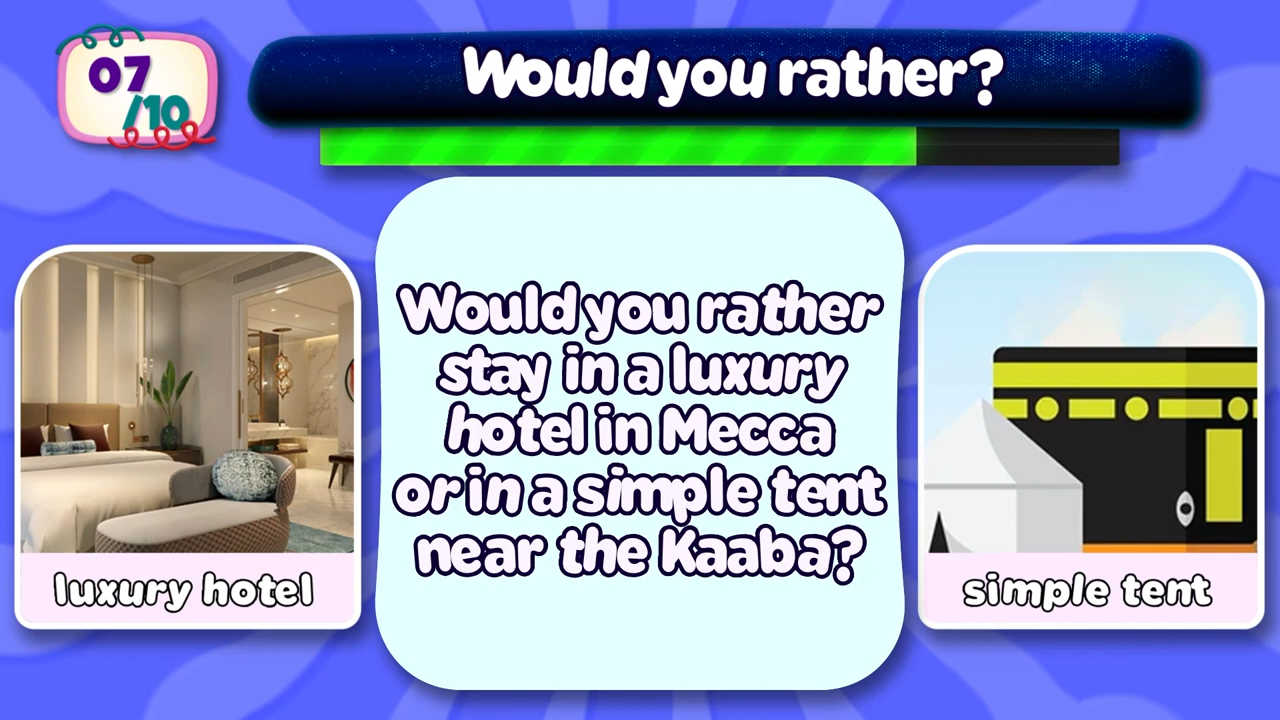 07
/10
Would you rather?
Would you rather
stay in a luxury
hotel in Mecca
or in a simple tent
near the Kaaba?
luxury hotel
simple tent